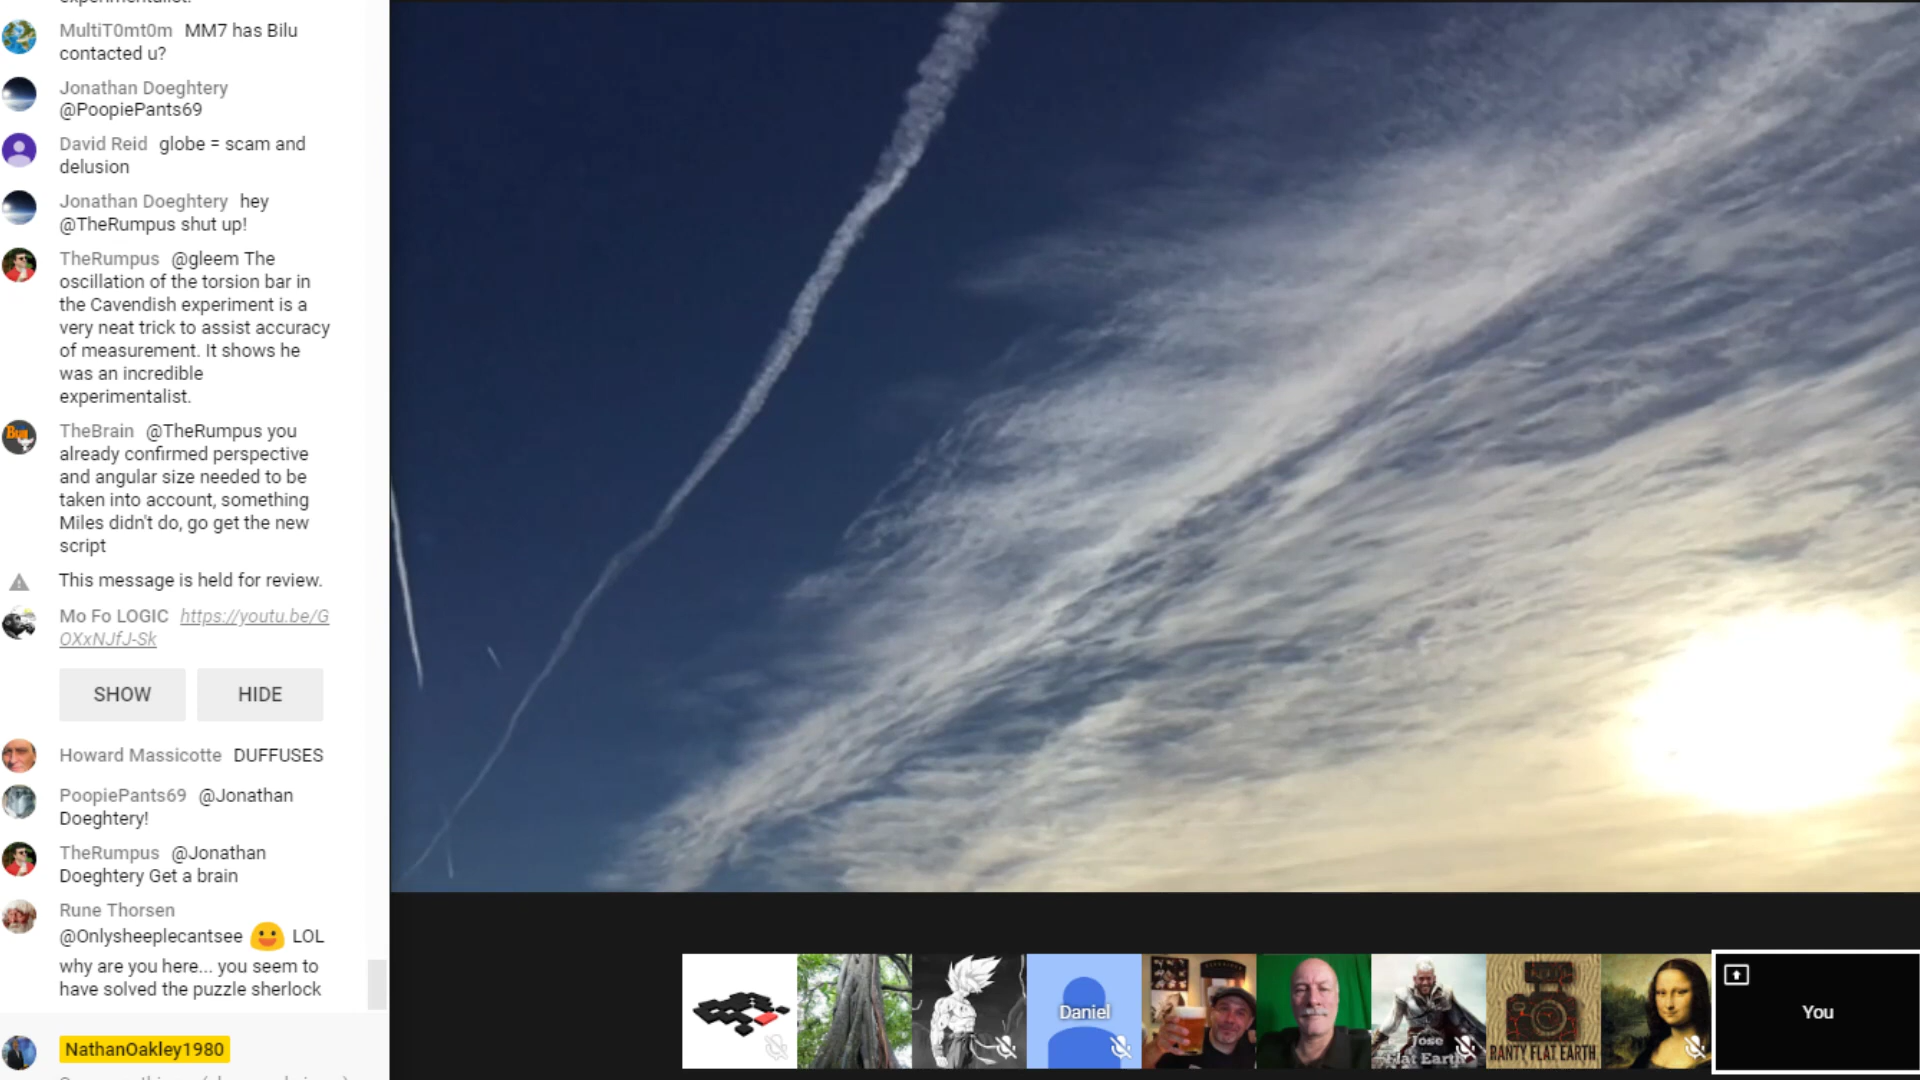 MultiT0mt0m MM7 has Bilu
contacted u?
Jonathan Doeghtery
@PoopiePants69
David Reid globe = scam and
delusion
Jonathan Doeghtery hey
@TheRumpus shut up!
TheRumpus @gleem The
oscillation of the torsion bar in
the Cavendish experiment is a
very neat trick to assist accuracy
of measurement. It shows he
was an incredible
experimentalist.
TheBrain @TheRumpus you
already confirmed perspective
and angular size needed to be
taken into account, something
Miles didn't do, go get the new
script
This message is held for review.
Mo Fo LOGIC https://youtu.be/G
OXxNJfJ-Sk
SHOW HIDE
Howard Massicotte DUFFUSES
PoopiePants69 @Jonathan
Doeghtery!
TheRumpus @Jonathan
Doeghtery Get a brain
Rune Thorsen
@Onlysheeplecantsee 😃 LOL
why are you here... you seem to
have solved the puzzle sherlock
NathanOakley1980
Daniel
Jose
Flat Earth
RANTY FLAT EARTH
You